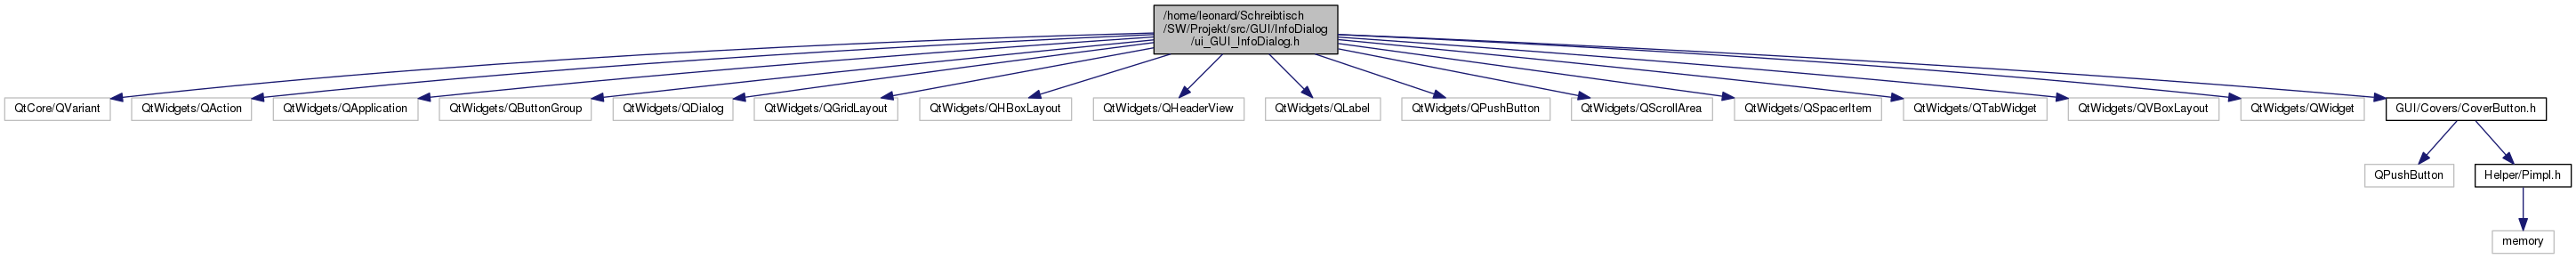 /home/leonard/Schreibtisch
/SW/Projekt/src/GUI/InfoDialog
/ui_GUI_InfoDialog.h
QtCore/QVariant
QtWidgets/QAction
QtWidgets/QApplication
QtWidgets/QButtonGroup
QtWidgets/QDialog
QtWidgets/QGridLayout
QtWidgets/QHBoxLayout
QtWidgets/QHeaderView
QtWidgets/QLabel
QtWidgets/QPushButton
QtWidgets/QScrollArea
QtWidgets/QSpacerItem
QtWidgets/QTabWidget
QtWidgets/QVBoxLayout
QtWidgets/QWidget
GUI/Covers/CoverButton.h
QPushButton
Helper/Pimpl.h
memory